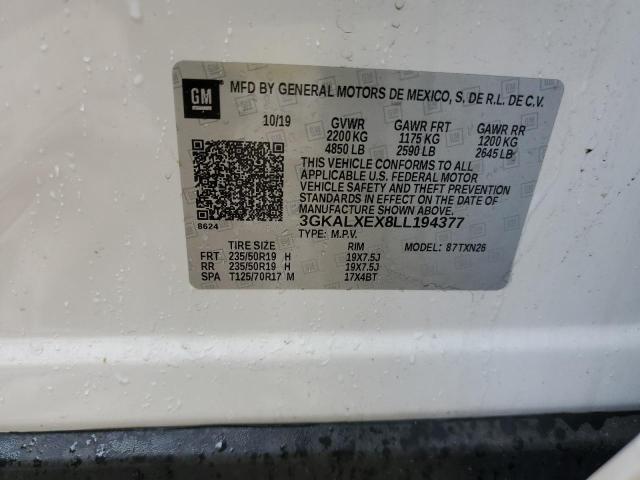 GM
MFD BY GENERAL MOTORS DE MEXICO, S. DE R.L. DE C.V.
10/19 GVWR GAWR FRT GAWR RR
2200 KG 1175 KG 1200 KG
4850 LB 2590 LB 2645 LB
THIS VEHICLE CONFORMS TO ALL
APPLICABLE U.S. FEDERAL MOTOR
VEHICLE SAFETY AND THEFT PREVENTION
STANDARDS IN EFFECT ON THE DATE OF
MANUFACTURE SHOWN ABOVE.
8624 3GKALXEX8LL194377
TYPE: M.P.V.
TIRE SIZE RIM MODEL: 87TXN26
FRT 235/50R19 H 19X7.5J
RR 235/50R19 H 19X7.5J
SPA T125/70R17 M 17X4BT